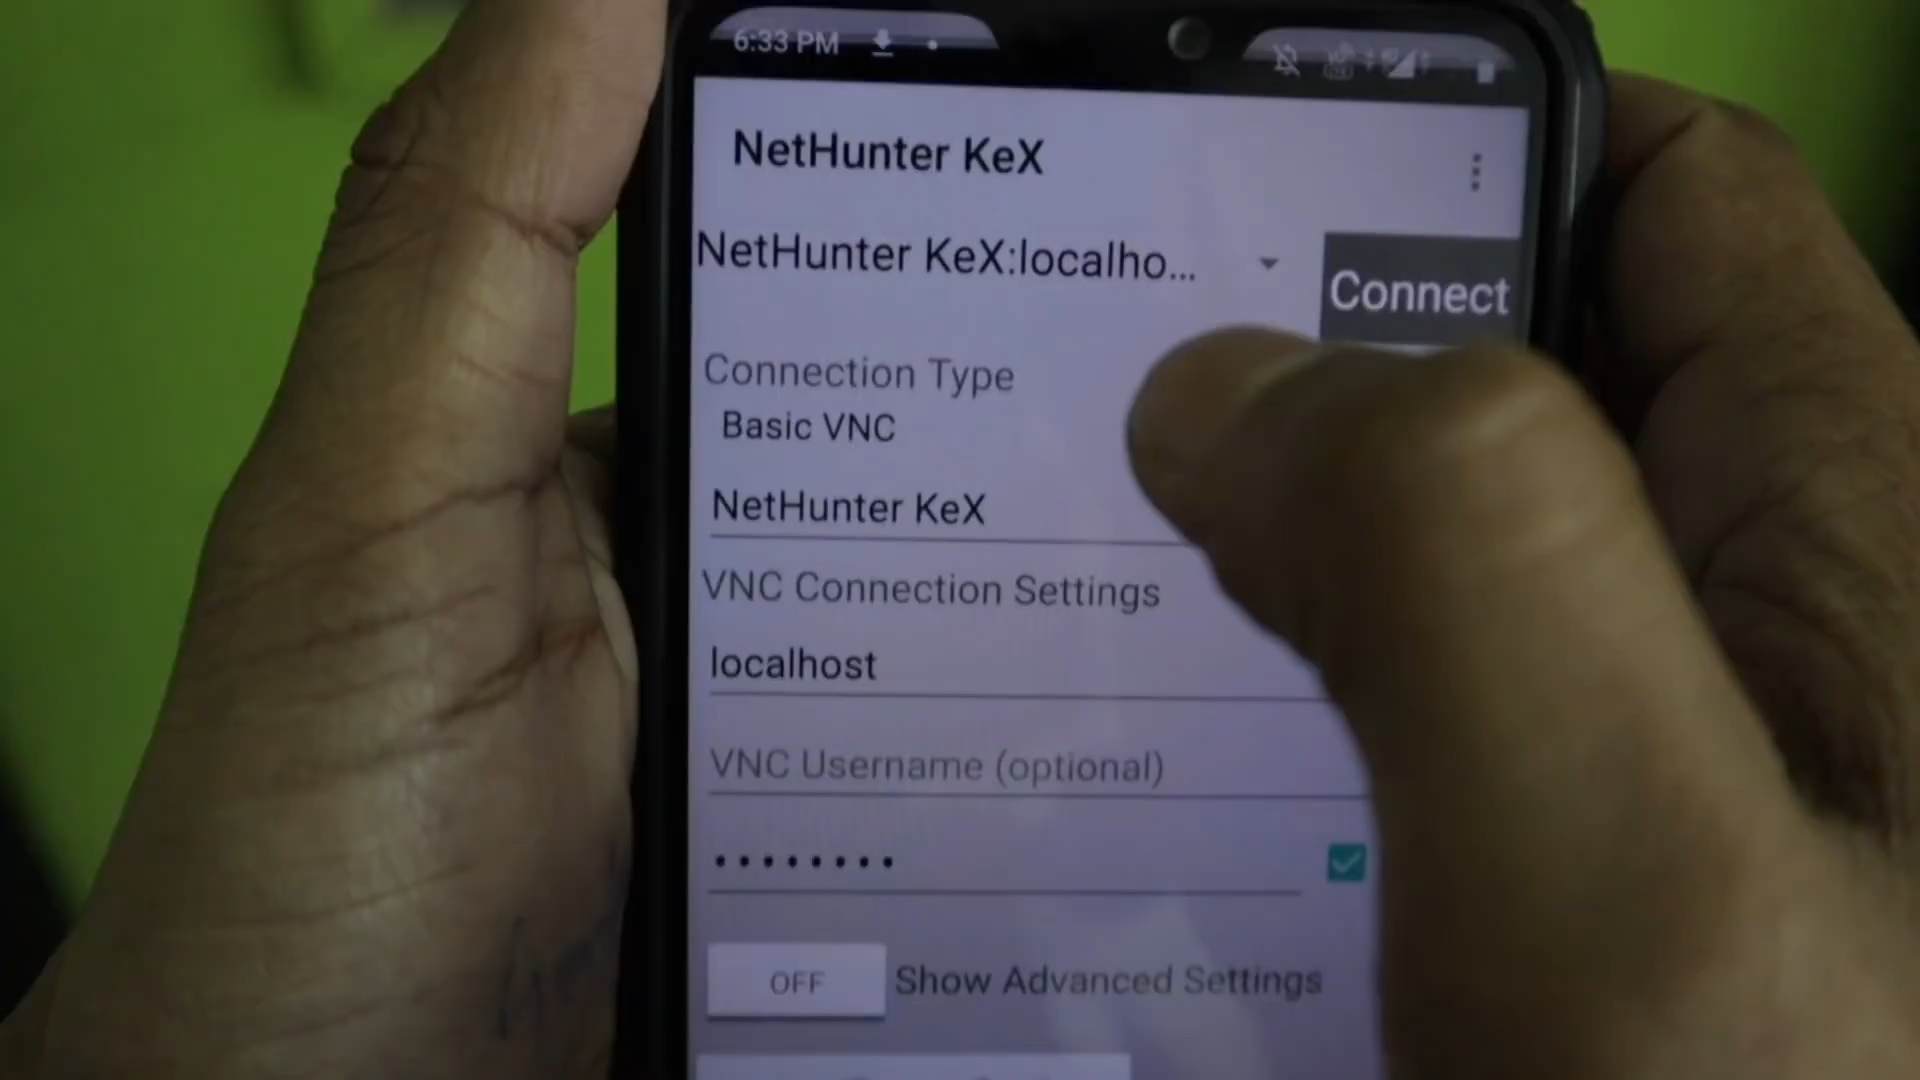 6:33 PM
NetHunter KeX
NetHunter KeX:localho...
Connect
Connection Type
Basic VNC
NetHunter KeX
VNC Connection Settings
localhost
VNC Username (optional)
••••••••
OFF
Show Advanced Settings